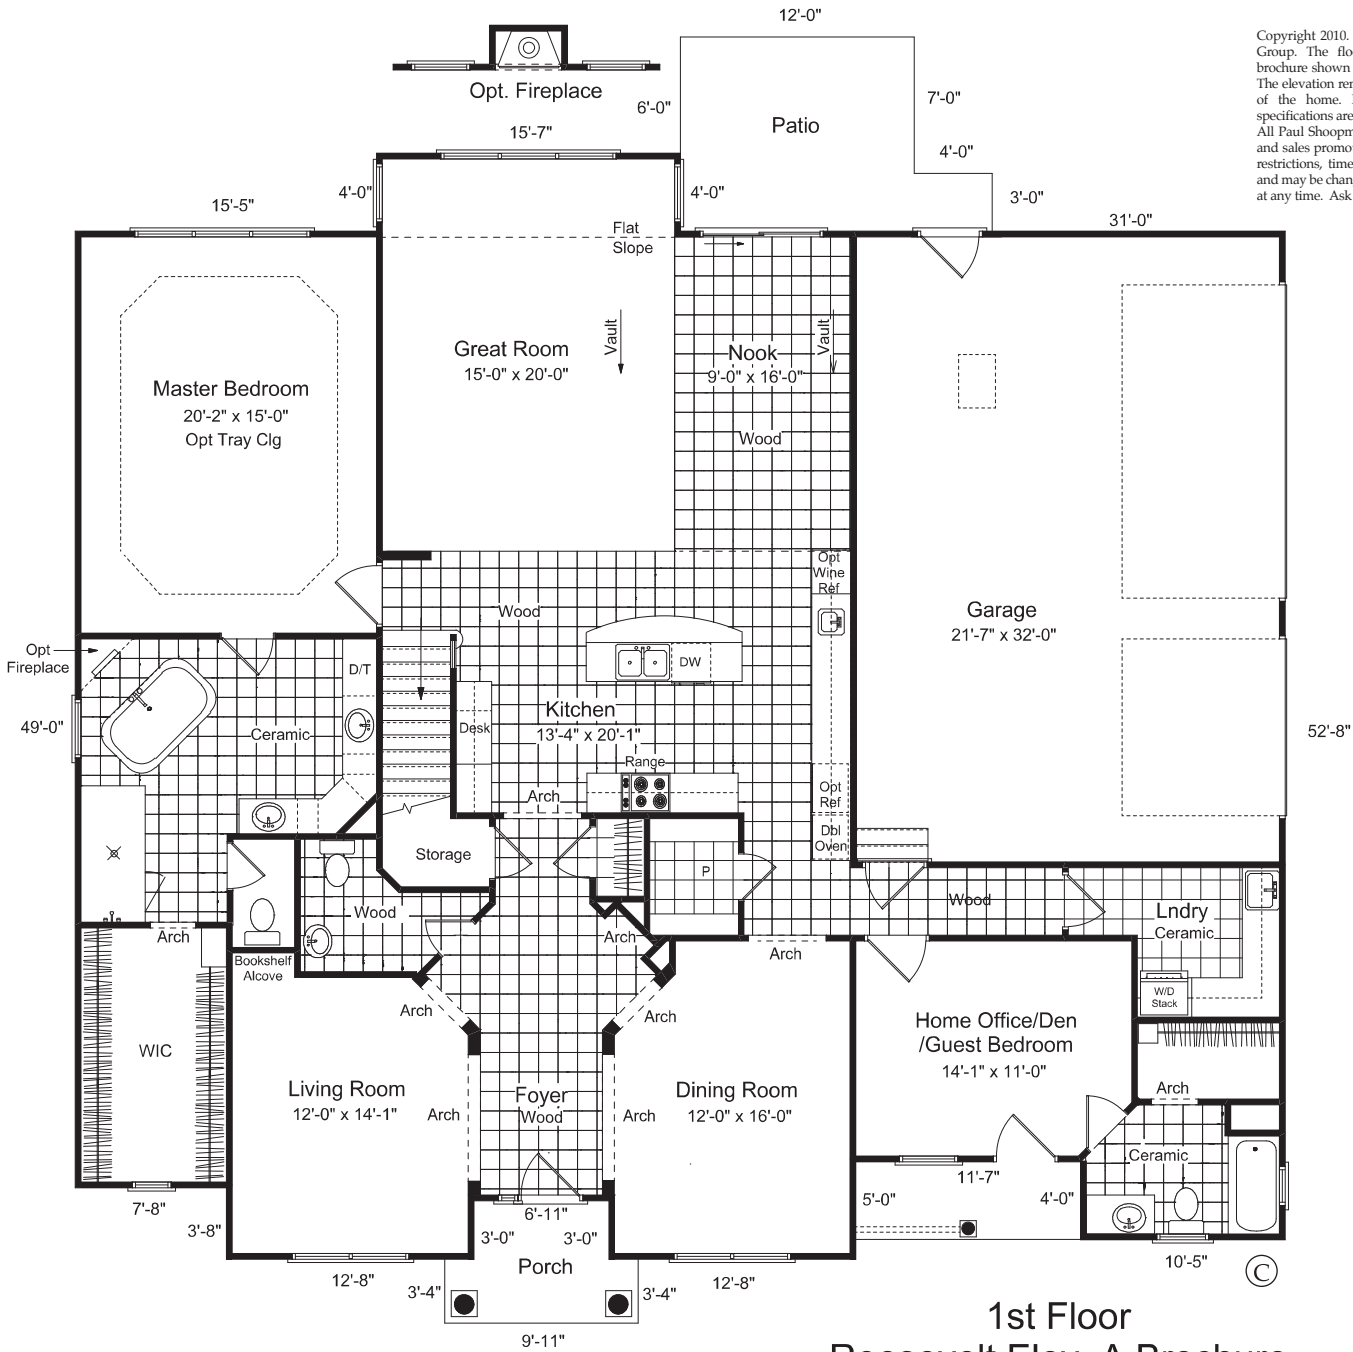 12'-0"
Copyright 2010.
Group. The
brochure shown
The elevation
of the home.
specifications are
All Paul
and sales
restrictions, time
and may be
at any time. Ask
Opt. Fireplace
6'-0"
7'-0"
Patio
15'-7"
4'-0"
4'-0"
4'-0"
3'-0"
15'-5"
31'-0"
Flat
Slope
Vault
Vault
Great Room
15'-0" x 20'-0"
Nook
9'-0" x 16'-0"
Wood
Master Bedroom
20'-2" x 15'-0"
Opt Tray Clg
Opt
Wine
Ref
Wood
Garage
21'-7" x 32'-0"
Opt
Fireplace
D/T
DW
49'-0"
Ceramic
Desk
Kitchen
13'-4" x 20'-1"
52'-8"
Range
Arch
Opt
Ref
Dbl
Oven
Storage
P
Wood
Wood
Lndry
Ceramic
Arch
Arch
Arch
Bookshelf
Alcove
W/D
Stack
Arch
Arch
WIC
Home Office/Den
/Guest Bedroom
14'-1" x 11'-0"
Living Room
12'-0" x 14'-1"
Arch
Foyer
Wood
Arch
Dining Room
12'-0" x 16'-0"
Arch
Ceramic
11'-7"
5'-0"
4'-0"
7'-8"
3'-8"
6'-11"
3'-0"
3'-0"
Porch
12'-8"
3'-4"
3'-4"
12'-8"
10'-5"
©
9'-11"
1st Floor
Roosevelt Elev. A Brochure